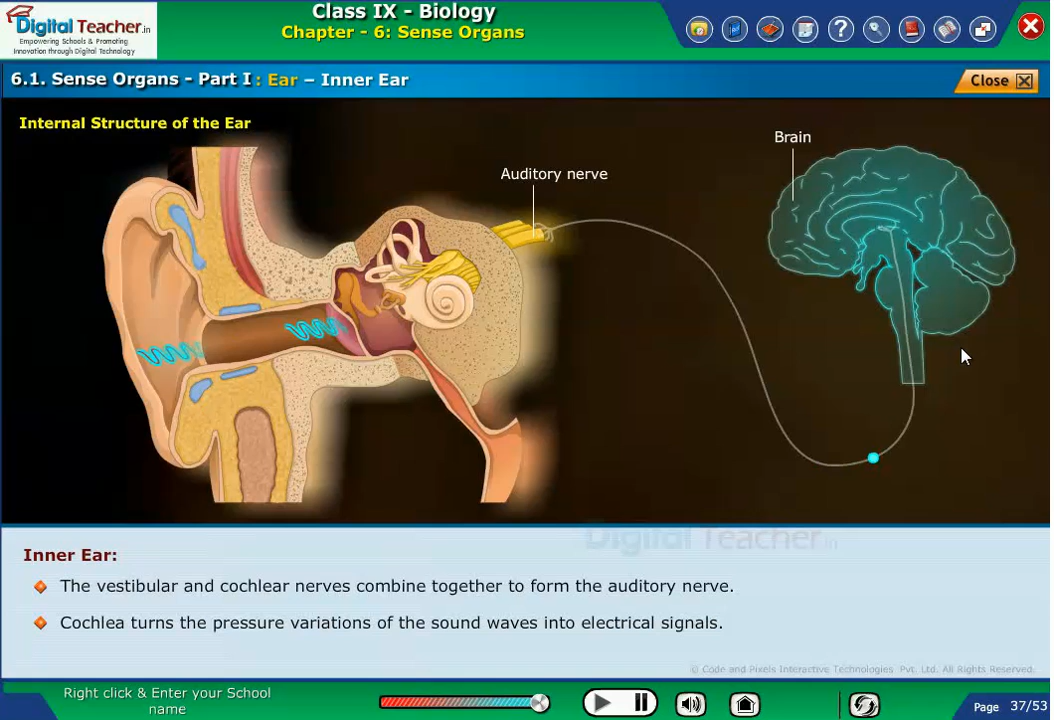 Digital Teacher.in
Empowering Schools & Promoting
Innovation through Digital Technology
Class IX - Biology
Chapter - 6: Sense Organs
6.1. Sense Organs - Part I : Ear – Inner Ear
Close
Internal Structure of the Ear
Brain
Auditory nerve
Digital Teacher.in
Inner Ear:
The vestibular and cochlear nerves combine together to form the auditory nerve.
Cochlea turns the pressure variations of the sound waves into electrical signals.
© Code and Pixels Interactive Technologies Pvt. Ltd. All Rights Reserved.
Right click & Enter your School
name
Page 37/53